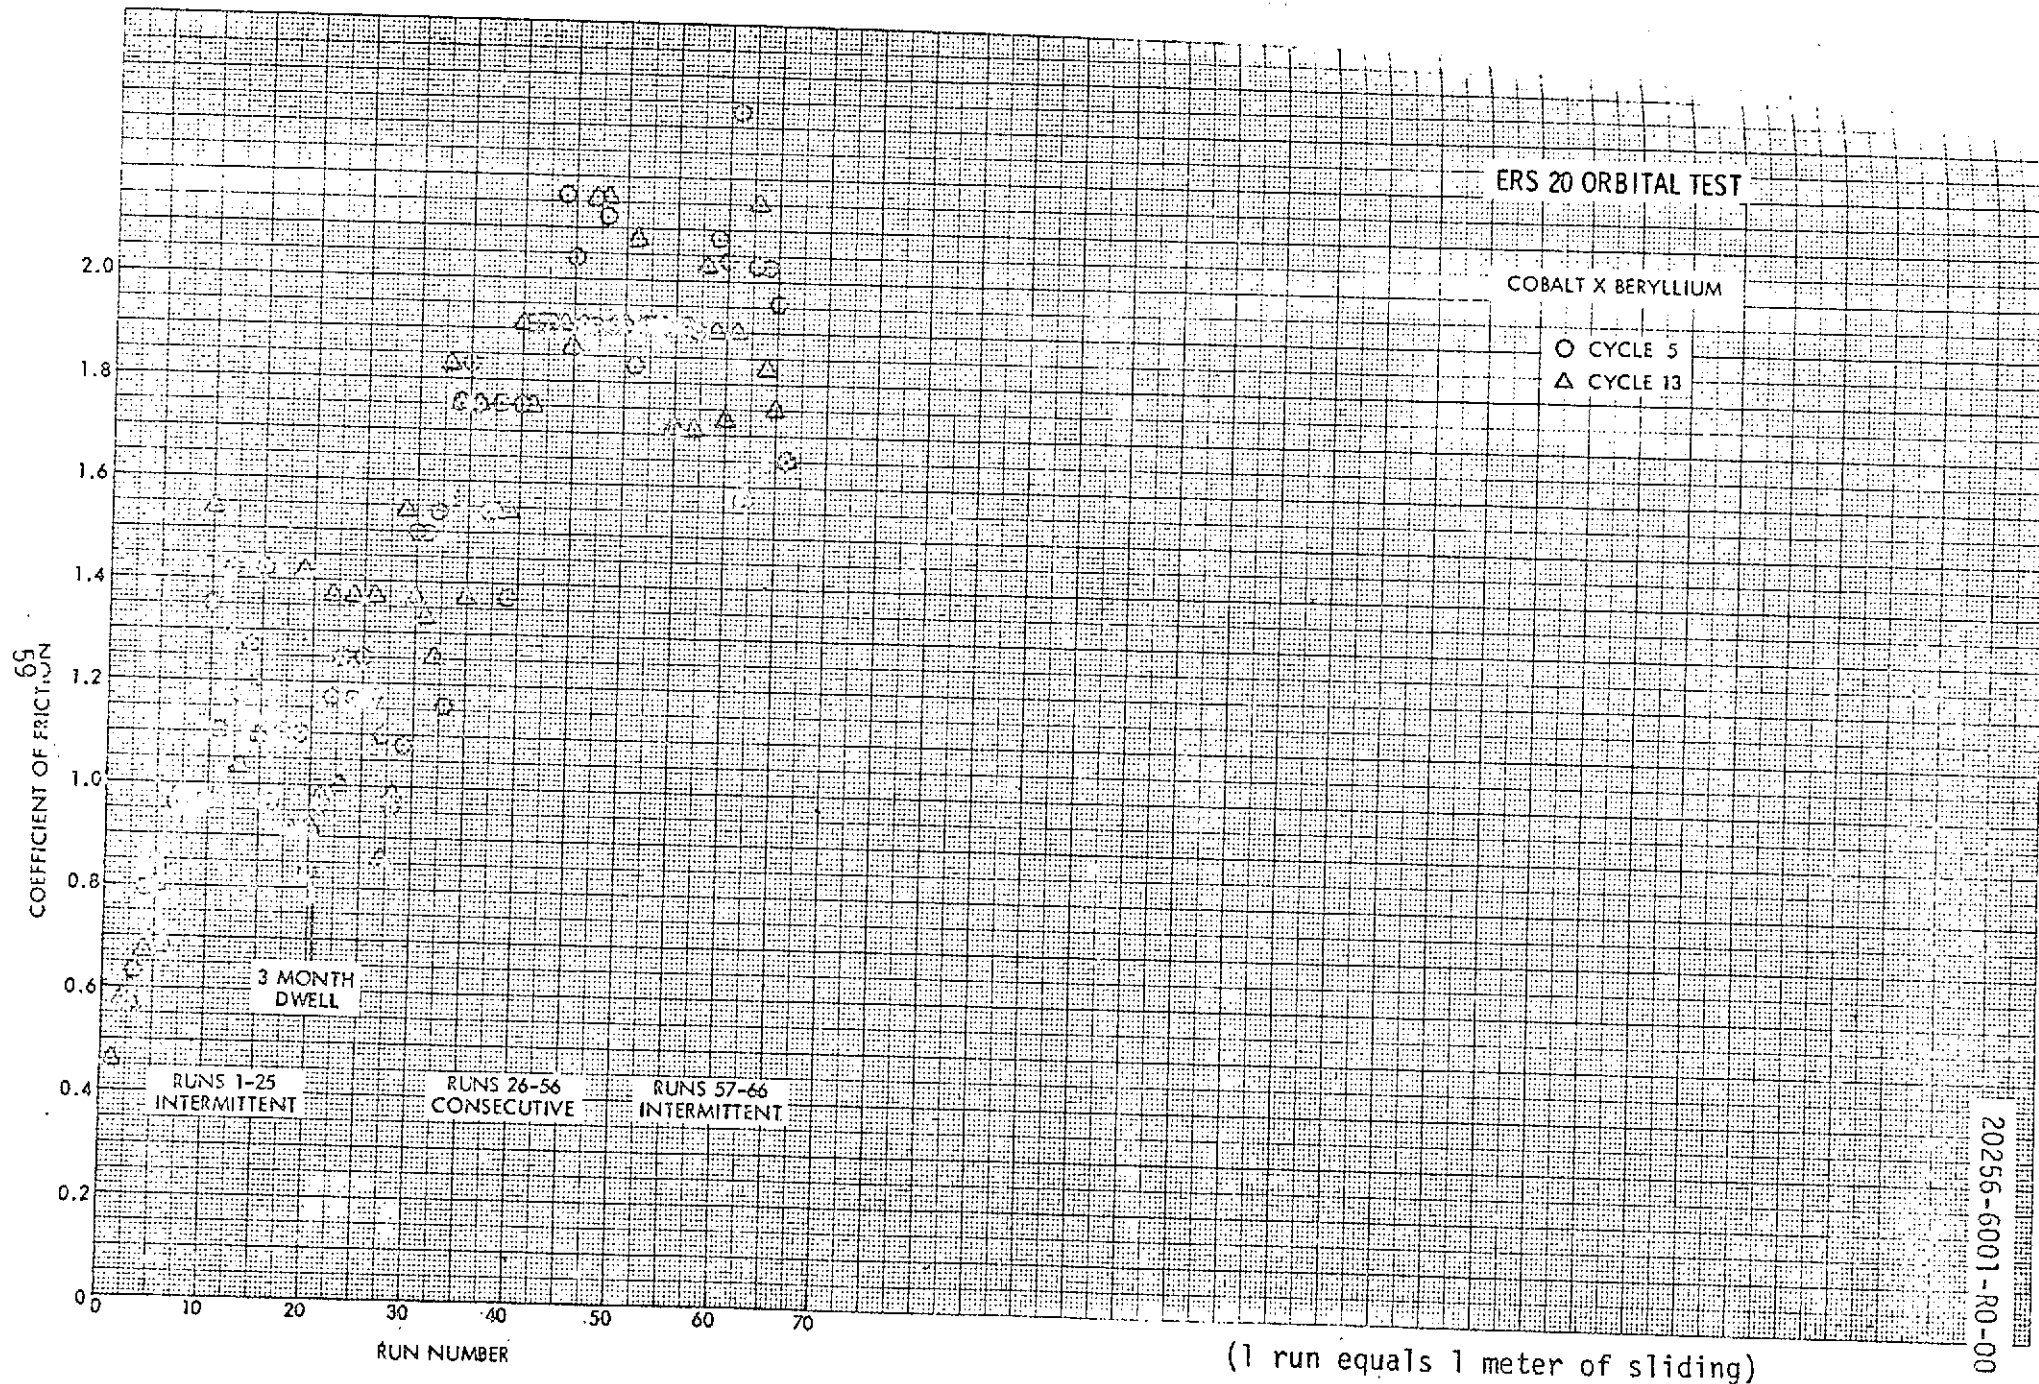 ERS 20 ORBITAL TEST
COBALT X BERYLLIUM
O CYCLE 5
△ CYCLE 13
COEFFICIENT OF FRICTION
59
2.0
1.8
1.6
1.4
1.2
1.0
0.8
0.6
0.4
0.2
0
3 MONTH
DWELL
RUNS 1-25
INTERMITTENT
RUNS 26-56
CONSECUTIVE
RUNS 57-66
INTERMITTENT
0 10 20 30 40 50 60 70
RUN NUMBER
(1 run equals 1 meter of sliding)
20256-6001-R0-00